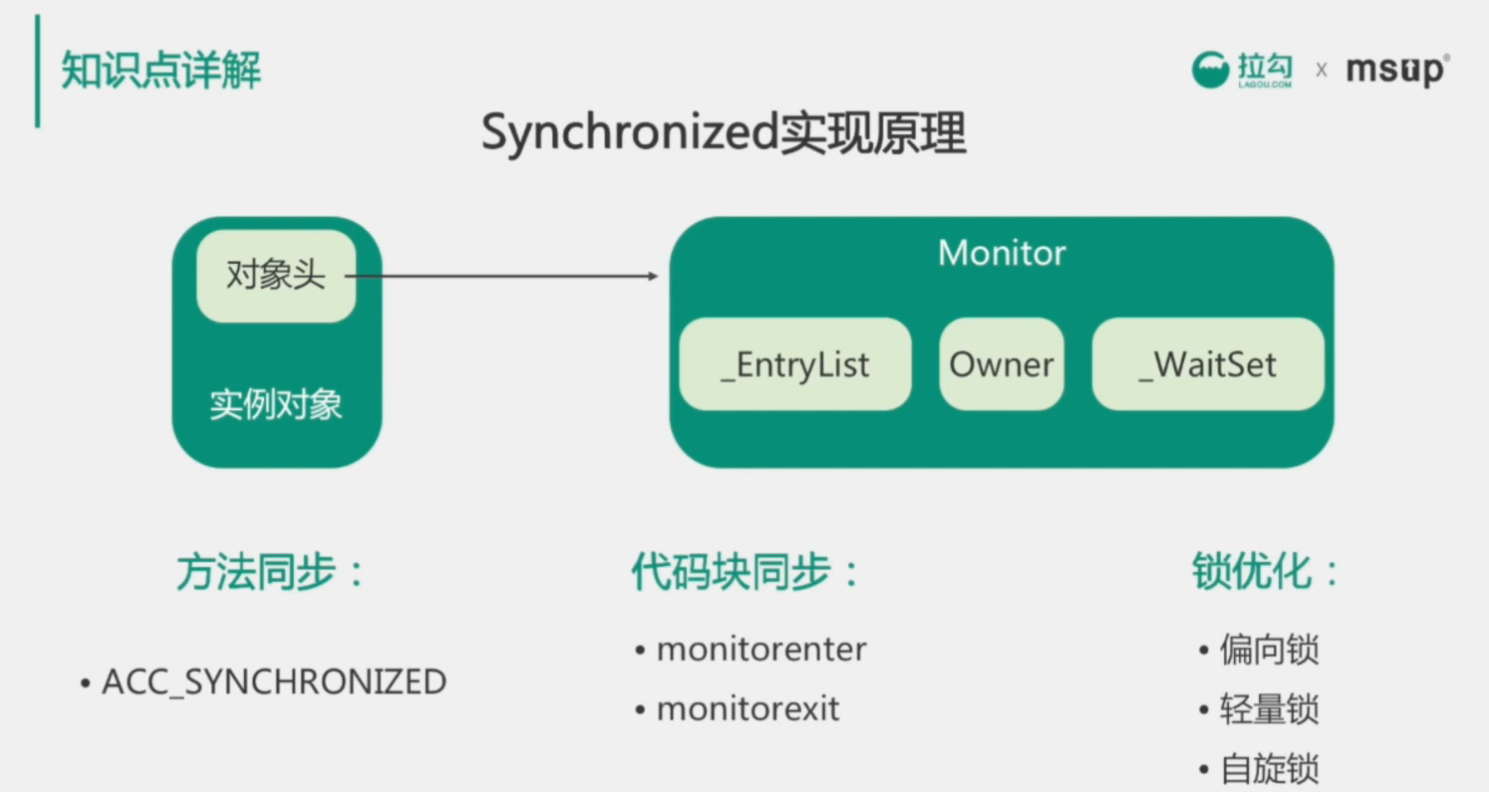 知识点详解
拉勾
LAGOU.COM
x
msup®
Synchronized实现原理
对象头
实例对象
Monitor
_EntryList
Owner
_WaitSet
方法同步：
• ACC_SYNCHRONIZED
代码块同步：
• monitorenter
• monitorexit
锁优化：
• 偏向锁
• 轻量锁
• 自旋锁